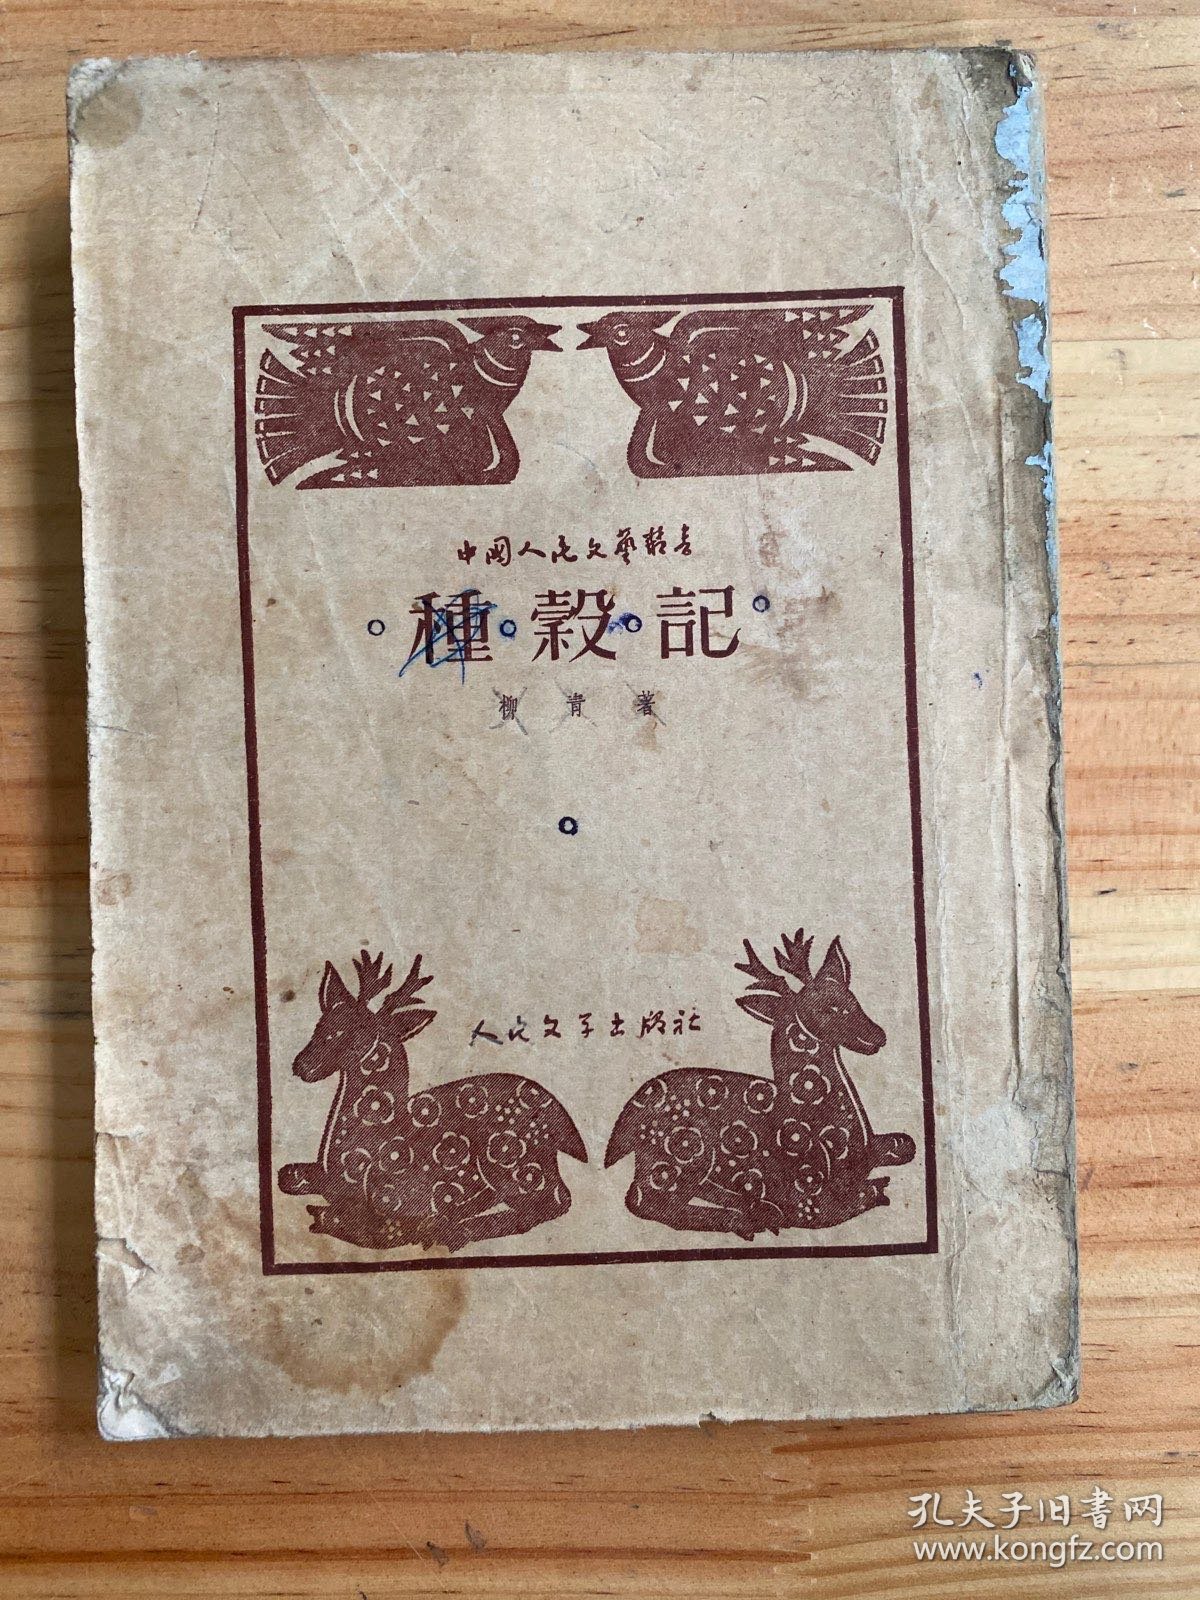 中國人民文藝叢書
種穀記
柳青著
人民文学出版社
孔夫子旧书网
www.kongfz.com